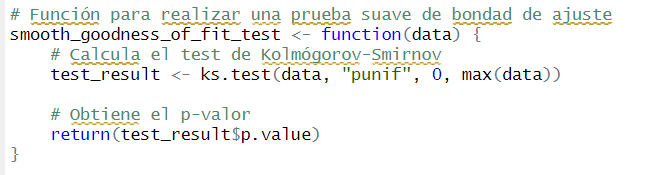 # Función para realizar una prueba suave de bondad de ajuste
smooth_goodness_of_fit_test <- function(data) {
    # Calcula el test de Kolmógorov-Smirnov
    test_result <- ks.test(data, "punif", 0, max(data))

    # Obtiene el p-valor
    return(test_result$p.value)
}